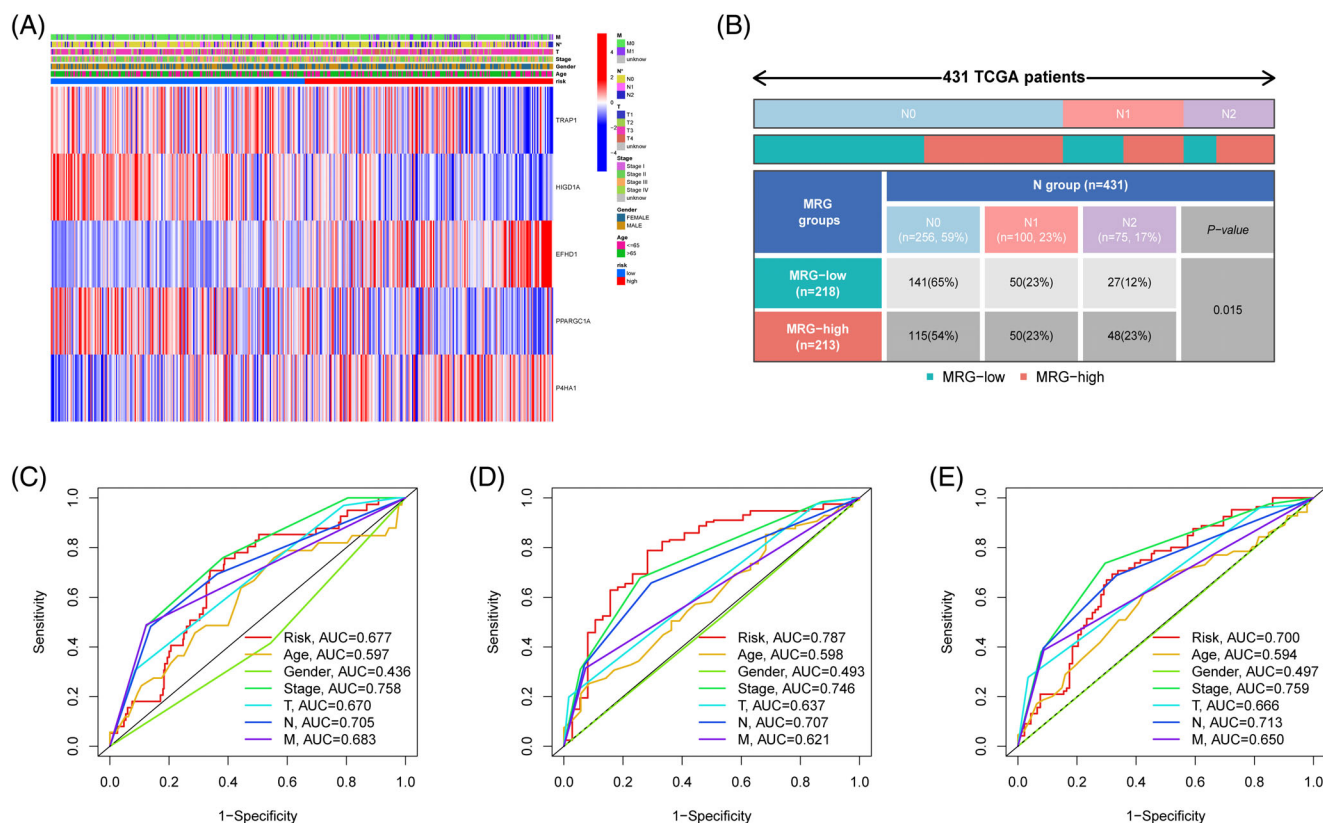 (A)
M
N*
T
Stage
Gender
Age
risk
TRAP1
HIGD1A
EFHD1
PPARGC1A
P4HA1
4
2
0
−2
−4
M
M0
M1
unknow
N*
N0
N1
N2
T
T1
T2
T3
T4
unknow
Stage
Stage I
Stage II
Stage III
Stage IV
unknow
Gender
FEMALE
MALE
Age
<=65
>65
risk
low
high
(B)
431 TCGA patients
N0 N1 N2
MRG groups
N group (n=431)
N0 (n=256, 59%)
N1 (n=100, 23%)
N2 (n=75, 17%)
P−value
MRG−low (n=218)
141(65%) 50(23%) 27(12%)
0.015
MRG−high (n=213)
115(54%) 50(23%) 48(23%)
MRG−low MRG−high
(C)
Sensitivity
1.0
0.8
0.6
0.4
0.2
0.0
Risk, AUC=0.677
Age, AUC=0.597
Gender, AUC=0.436
Stage, AUC=0.758
T, AUC=0.670
N, AUC=0.705
M, AUC=0.683
0.0 0.2 0.4 0.6 0.8 1.0
1−Specificity
(D)
Sensitivity
1.0
0.8
0.6
0.4
0.2
0.0
Risk, AUC=0.787
Age, AUC=0.598
Gender, AUC=0.493
Stage, AUC=0.746
T, AUC=0.637
N, AUC=0.707
M, AUC=0.621
0.0 0.2 0.4 0.6 0.8 1.0
1−Specificity
(E)
Sensitivity
1.0
0.8
0.6
0.4
0.2
0.0
Risk, AUC=0.700
Age, AUC=0.594
Gender, AUC=0.497
Stage, AUC=0.759
T, AUC=0.666
N, AUC=0.713
M, AUC=0.650
0.0 0.2 0.4 0.6 0.8 1.0
1−Specificity